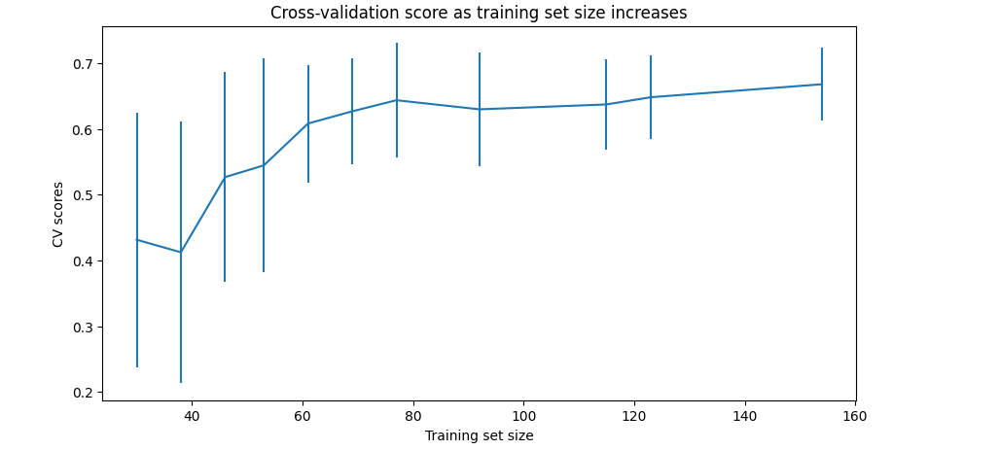 Cross-validation score as training set size increases
CV scores
0.7
0.6
0.5
0.4
0.3
0.2
40 60 80 100 120 140 160
Training set size